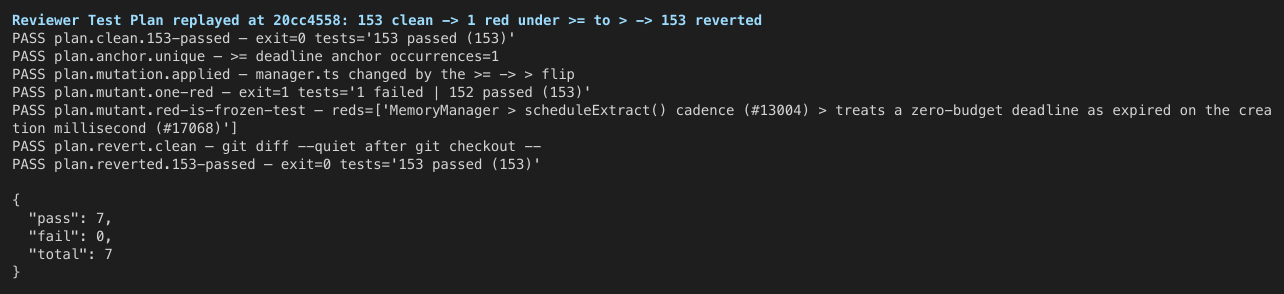 Reviewer Test Plan replayed at 20cc4558: 153 clean -> 1 red under >= to > -> 153 reverted
PASS plan.clean.153-passed — exit=0 tests='153 passed (153)'
PASS plan.anchor.unique — >= deadline anchor occurrences=1
PASS plan.mutation.applied — manager.ts changed by the >= -> > flip
PASS plan.mutant.one-red — exit=1 tests='1 failed | 152 passed (153)'
PASS plan.mutant.red-is-frozen-test — reds=['MemoryManager > scheduleExtract() cadence (#13004) > treats a zero-budget deadline as expired on the crea
tion millisecond (#17068)']
PASS plan.revert.clean — git diff --quiet after git checkout --
PASS plan.reverted.153-passed — exit=0 tests='153 passed (153)'
{
  "pass": 7,
  "fail": 0,
  "total": 7
}